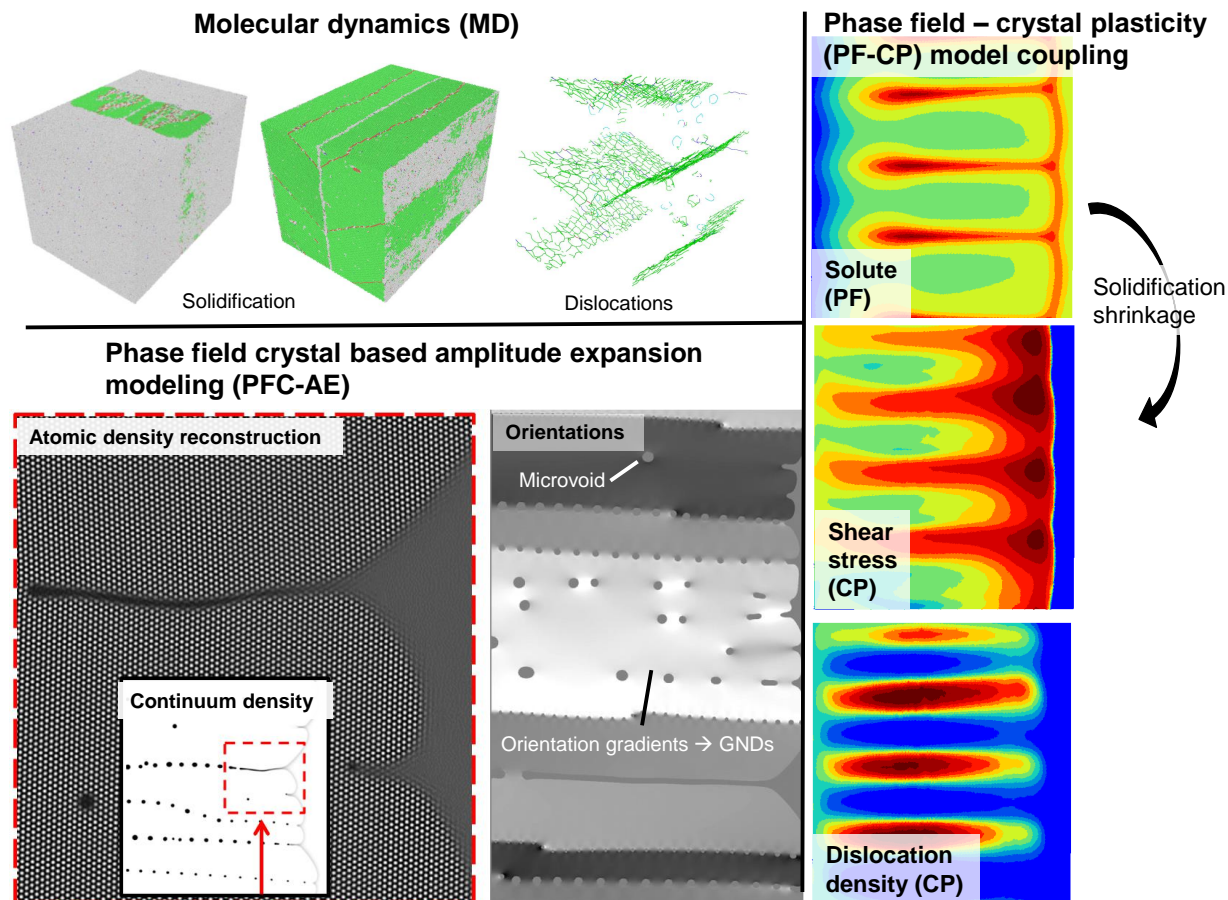 Molecular dynamics (MD)
Solidification
Dislocations
Phase field crystal based amplitude expansion
modeling (PFC-AE)
Atomic density reconstruction
Continuum density
Orientations
Microvoid
Orientation gradients → GNDs
Phase field – crystal plasticity
(PF-CP) model coupling
Solute
(PF)
Solidification
shrinkage
Shear
stress
(CP)
Dislocation
density (CP)